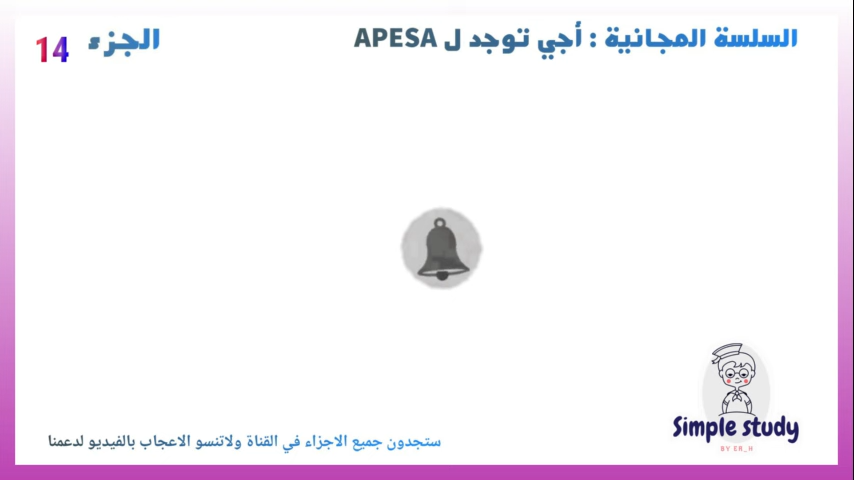 السلسة المجانية : أجي توجد ل APESA
الجزء 14
Simple study
BY ER_H
ستجدون جميع الاجزاء في القناة ولاتنسو الاعجاب بالفيديو لدعمنا